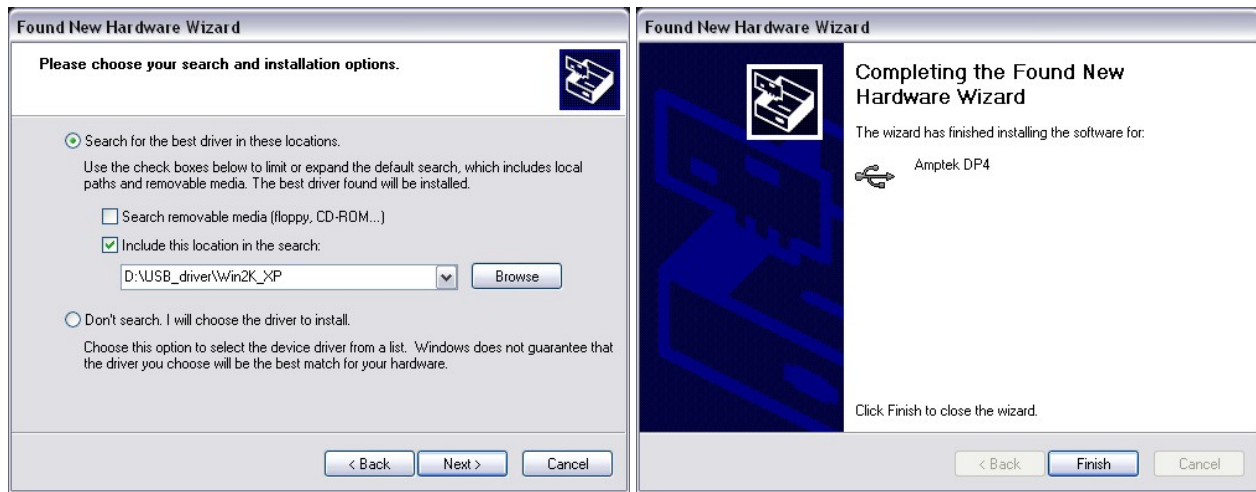 Found New Hardware Wizard
Please choose your search and installation options.
Search for the best driver in these locations.
Use the check boxes below to limit or expand the default search, which includes local
paths and removable media. The best driver found will be installed.
Search removable media (floppy, CD-ROM...)
Include this location in the search:
D:\USB_driver\Win2K_XP
Browse
Don't search. I will choose the driver to install.
Choose this option to select the device driver from a list. Windows does not guarantee that
the driver you choose will be the best match for your hardware.
< Back
Next >
Cancel
Found New Hardware Wizard
Completing the Found New
Hardware Wizard
The wizard has finished installing the software for:
Amptek DP4
Click Finish to close the wizard.
< Back
Finish
Cancel